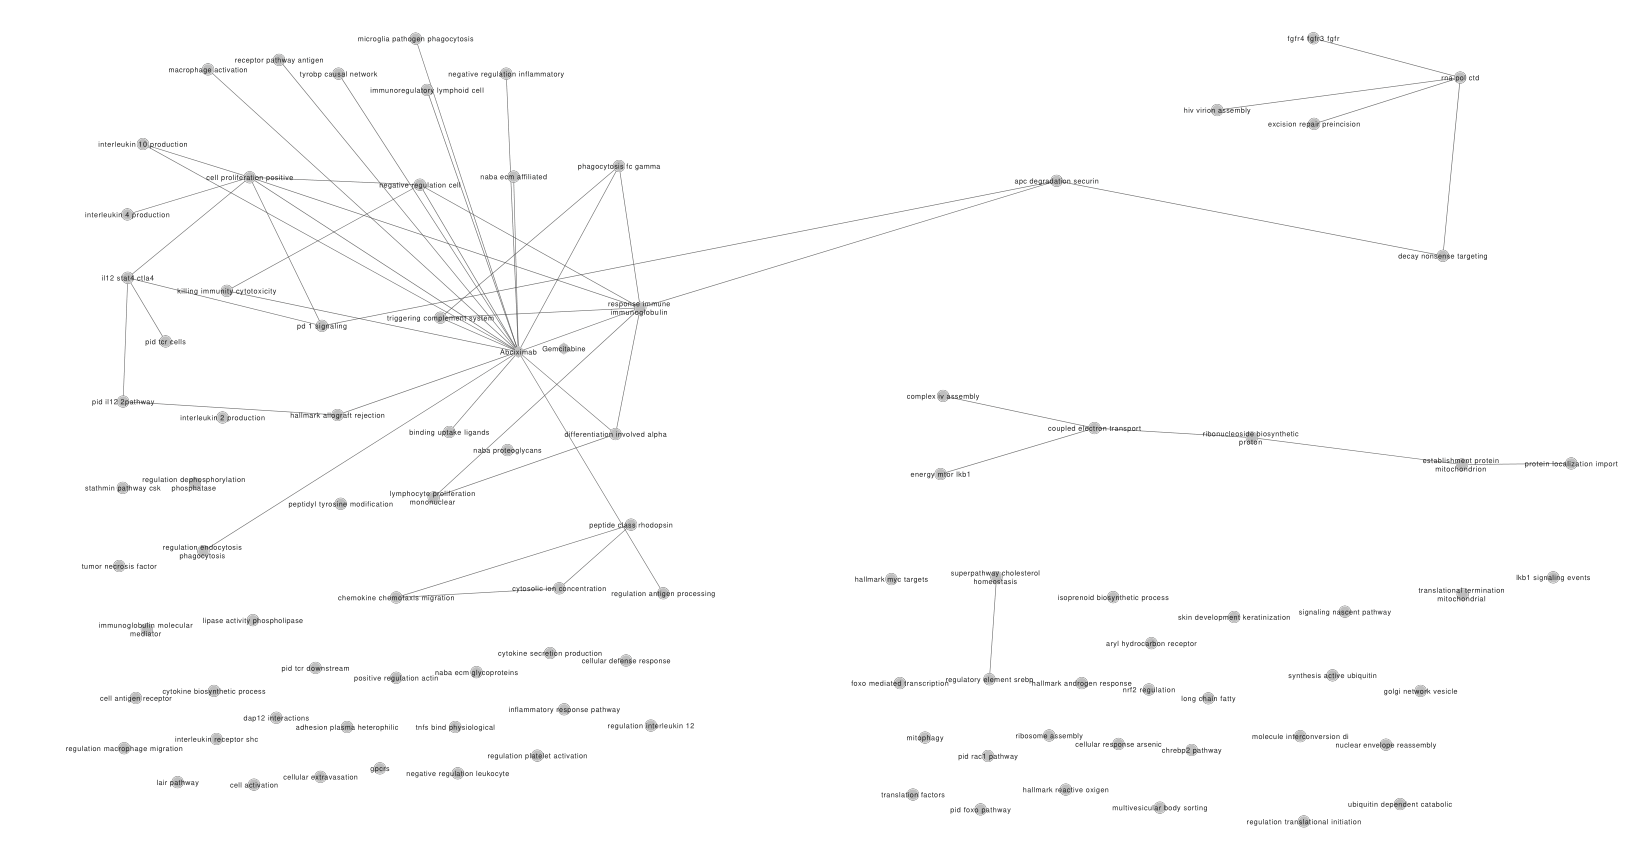 microglia pathogen phagocytosis
receptor pathway antigen
macrophage activation
tyrobp causal network
negative regulation inflammatory
immunoregulatory lymphoid cell
interleukin 10 production
cell proliferation positive
negative regulation cell
naba ecm affiliated
phagocytosis fc gamma
interleukin 4 production
il12 stat4 ctla4
killing immunity cytotoxicity
response immune
immunoglobulin
triggering complement system
pd 1 signaling
pid tcr cells
Abciximab
Gemcitabine
pid il12 2pathway
interleukin 2 production
hallmark allograft rejection
binding uptake ligands
differentiation involved alpha
naba proteoglycans
stathmin pathway csk
regulation dephosphorylation
phosphatase
peptidyl tyrosine modification
lymphocyte proliferation
mononuclear
peptide class rhodopsin
regulation endocytosis
phagocytosis
tumor necrosis factor
chemokine chemotaxis migration
cytosolic ion concentration
regulation antigen processing
immunoglobulin molecular
mediator
lipase activity phospholipase
cytokine secretion production
cellular defense response
pid tcr downstream
positive regulation actin
naba ecm glycoproteins
cell antigen receptor
cytokine biosynthetic process
dap12 interactions
adhesion plasma heterophilic
tnfs bind physiological
inflammatory response pathway
regulation interleukin 12
regulation macrophage migration
interleukin receptor shc
regulation platelet activation
lair pathway
cell activation
cellular extravasation
gpcrs
negative regulation leukocyte
fgfr4 fgfr3 fgfr
rna pol ctd
hiv virion assembly
excision repair preincision
apc degradation securin
decay nonsense targeting
complex iv assembly
coupled electron transport
ribonucleoside biosynthetic
proton
energy mtor lkb1
establishment protein
mitochondrion
protein localization import
hallmark myc targets
superpathway cholesterol
homeostasis
isoprenoid biosynthetic process
skin development keratinization
signaling nascent pathway
translational termination
mitochondrial
lkb1 signaling events
aryl hydrocarbon receptor
foxo mediated transcription
regulatory element srebp
hallmark androgen response
nrf2 regulation
long chain fatty
synthesis active ubiquitin
golgi network vesicle
mitophagy
pid rac1 pathway
ribosome assembly
cellular response arsenic
chrebp2 pathway
molecule interconversion di
nuclear envelope reassembly
translation factors
pid foxo pathway
hallmark reactive oxigen
multivesicular body sorting
regulation translational initiation
ubiquitin dependent catabolic